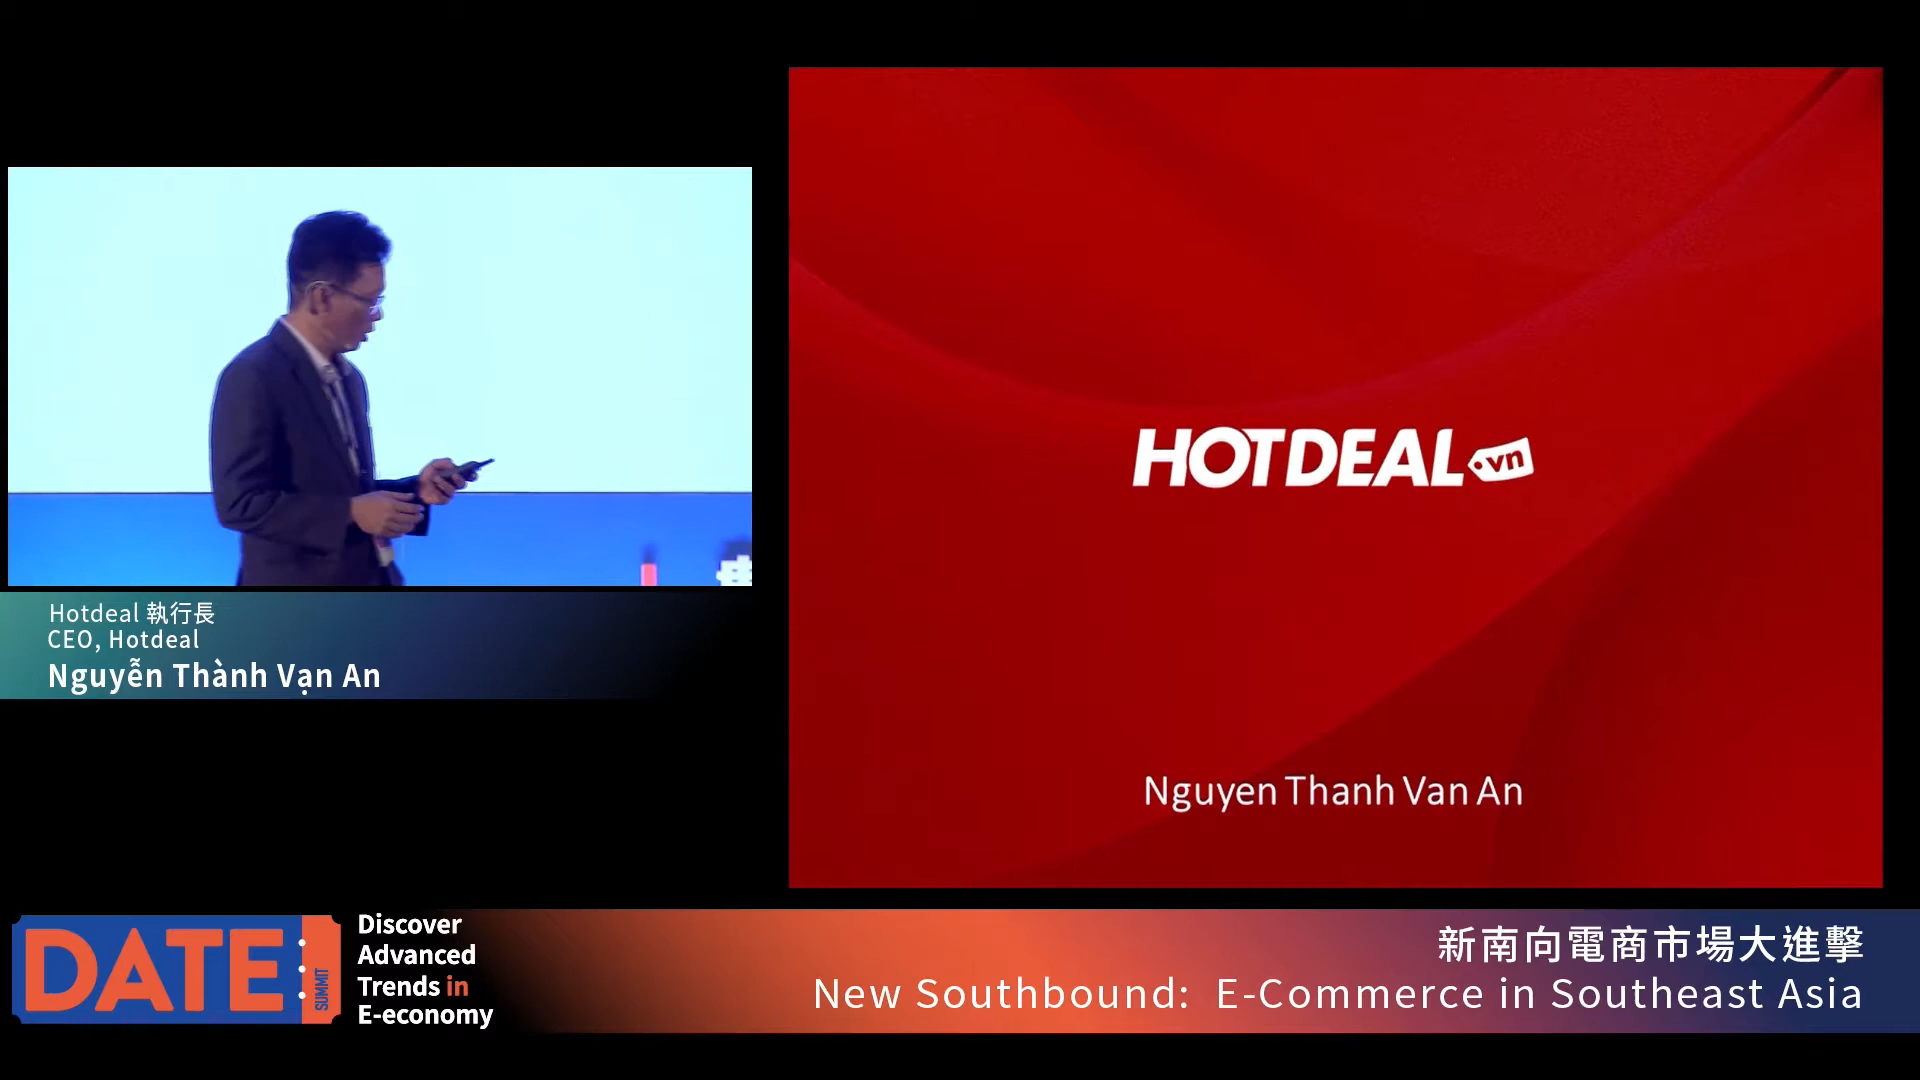 HOTDEAL.vn
Nguyen Thanh Van An
Hotdeal 執行長
CEO, Hotdeal
Nguyễn Thành Vạn An
DATE SUMMIT
Discover
Advanced
Trends in
E-economy
新南向電商市場大進擊
New Southbound: E-Commerce in Southeast Asia